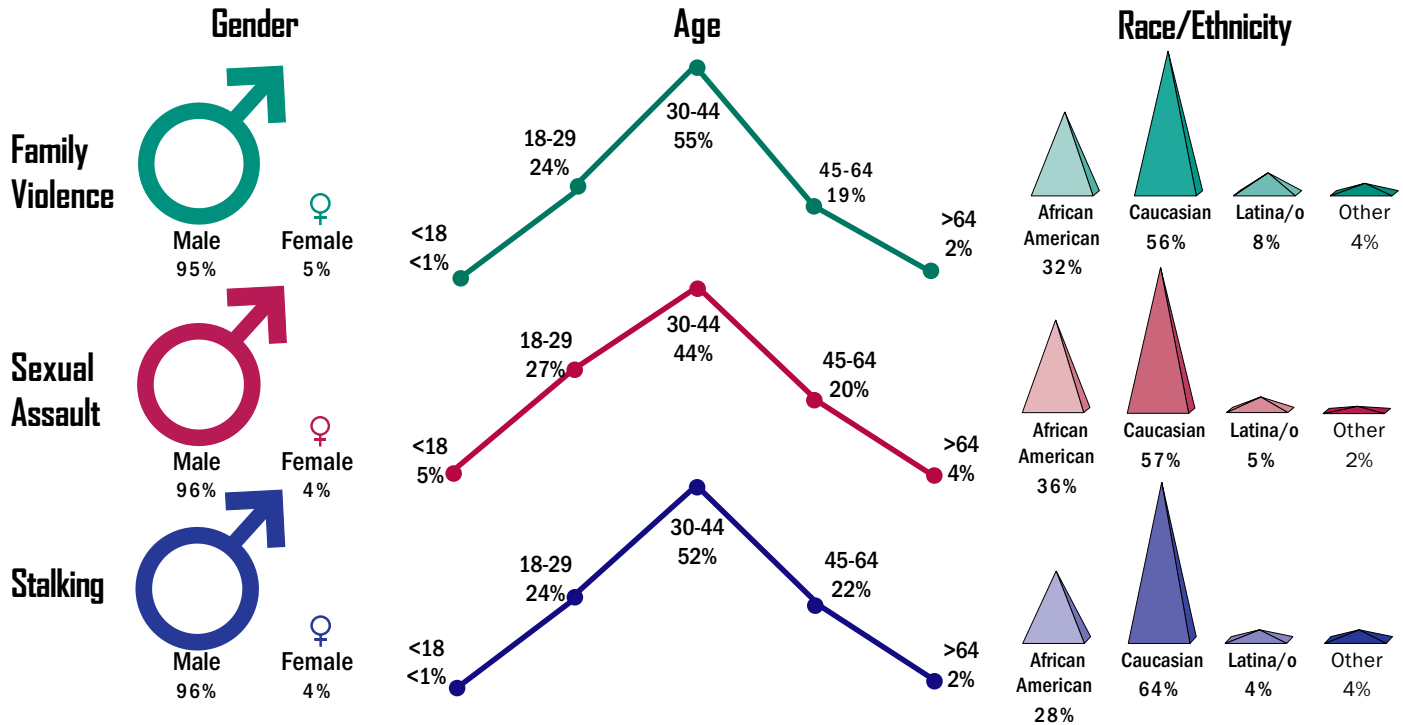 Gender
Age
Race/Ethnicity
Family
Violence
Male
95%
Female
5%
<18
<1%
18-29
24%
30-44
55%
45-64
19%
>64
2%
African
American
32%
Caucasian
56%
Latina/o
8%
Other
4%
Sexual
Assault
Male
96%
Female
4%
<18
5%
18-29
27%
30-44
44%
45-64
20%
>64
4%
African
American
36%
Caucasian
57%
Latina/o
5%
Other
2%
Stalking
Male
96%
Female
4%
<18
<1%
18-29
24%
30-44
52%
45-64
22%
>64
2%
African
American
28%
Caucasian
64%
Latina/o
4%
Other
4%